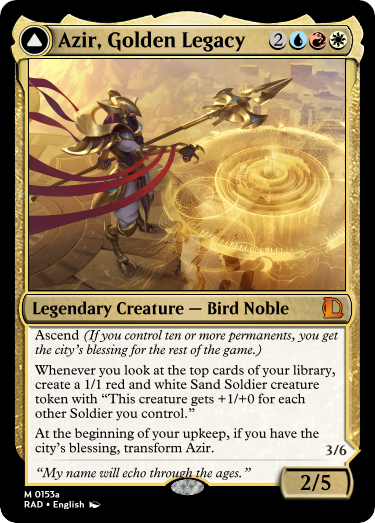 Azir, Golden Legacy 2
Legendary Creature — Bird Noble
Ascend (If you control ten or more permanents, you get
the city's blessing for the rest of the game.)
Whenever you look at the top cards of your library,
create a 1/1 red and white Sand Soldier creature
token with “This creature gets +1/+0 for each
other Soldier you control.”
At the beginning of your upkeep, if you have the
city's blessing, transform Azir.
3/6
“My name will echo through the ages.”
2/5
M 0153a
RAD • English